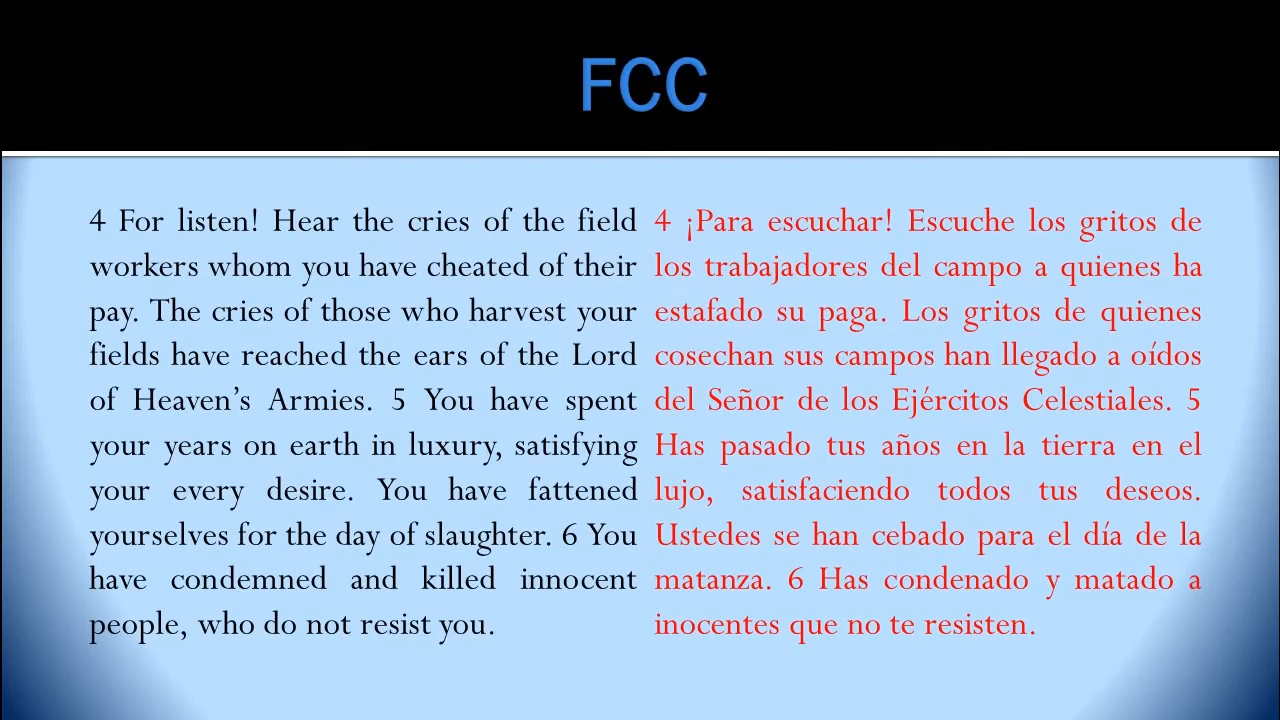 FCC
4 For listen! Hear the cries of the field
workers whom you have cheated of their
pay. The cries of those who harvest your
fields have reached the ears of the Lord
of Heaven’s Armies. 5 You have spent
your years on earth in luxury, satisfying
your every desire. You have fattened
yourselves for the day of slaughter. 6 You
have condemned and killed innocent
people, who do not resist you.
4 ¡Para escuchar! Escuche los gritos de
los trabajadores del campo a quienes ha
estafado su paga. Los gritos de quienes
cosechan sus campos han llegado a oídos
del Señor de los Ejércitos Celestiales. 5
Has pasado tus años en la tierra en el
lujo, satisfaciendo todos tus deseos.
Ustedes se han cebado para el día de la
matanza. 6 Has condenado y matado a
inocentes que no te resisten.